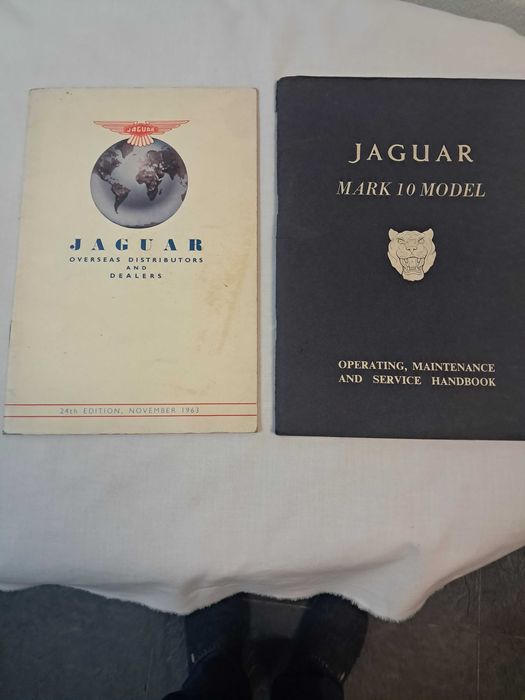 JAGUAR
JAGUAR
OVERSEAS DISTRIBUTORS
AND
DEALERS
24th EDITION, NOVEMBER 1963
JAGUAR
MARK 10 MODEL
OPERATING, MAINTENANCE
AND SERVICE HANDBOOK